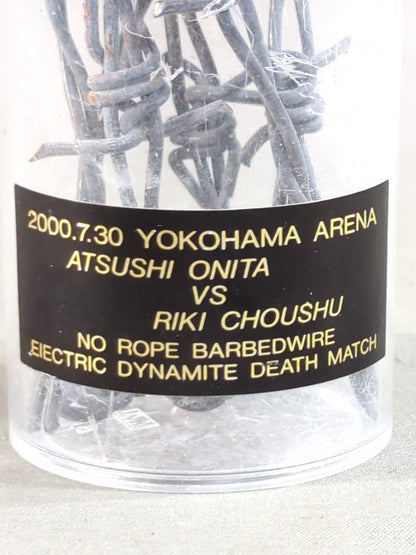 2000.7.30 YOKOHAMA ARENA
ATSUSHI ONITA
VS
RIKI CHOUSHU
NO ROPE BARBEDWIRE
EIECTRIC DYNAMITE DEATH MATCH